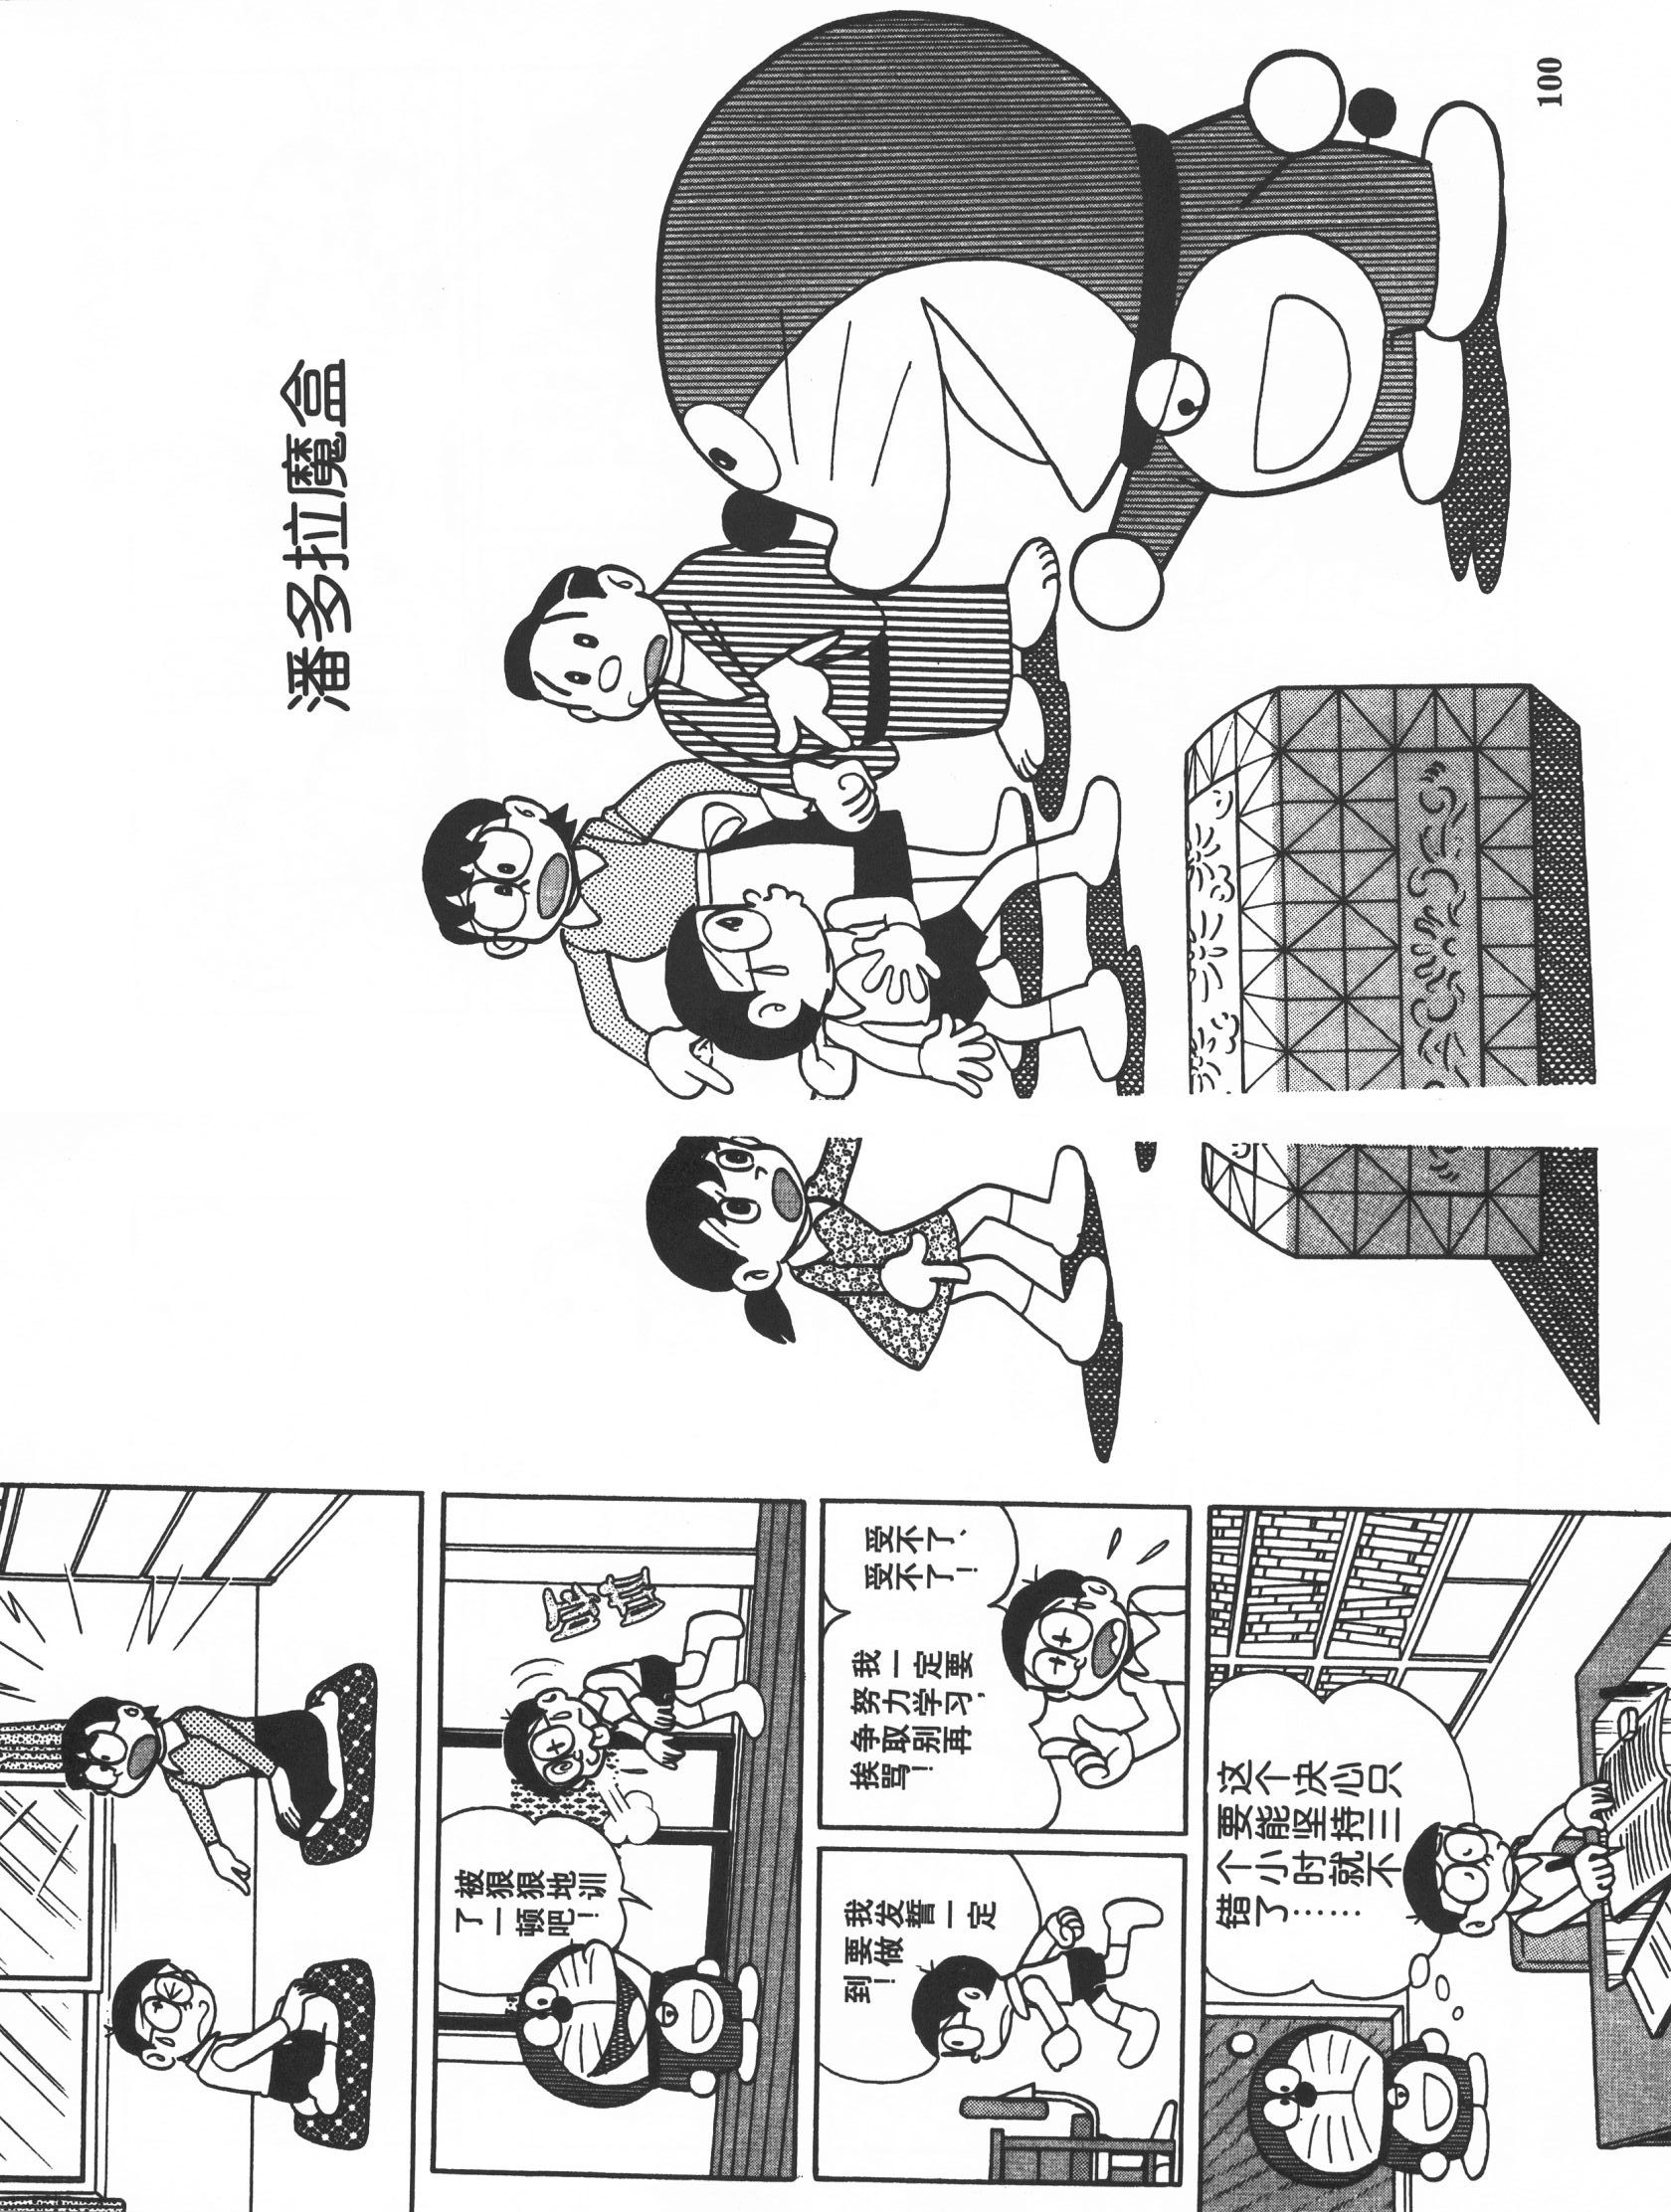 潘多拉魔盒
100
被狠狠地训
了一顿吧！
受不了、
受不了！
我一定要
努力学习，
争取别再
挨骂！
我发誓一定
要做
到！
这个决心只
要能坚持三
个小时就不
错了……